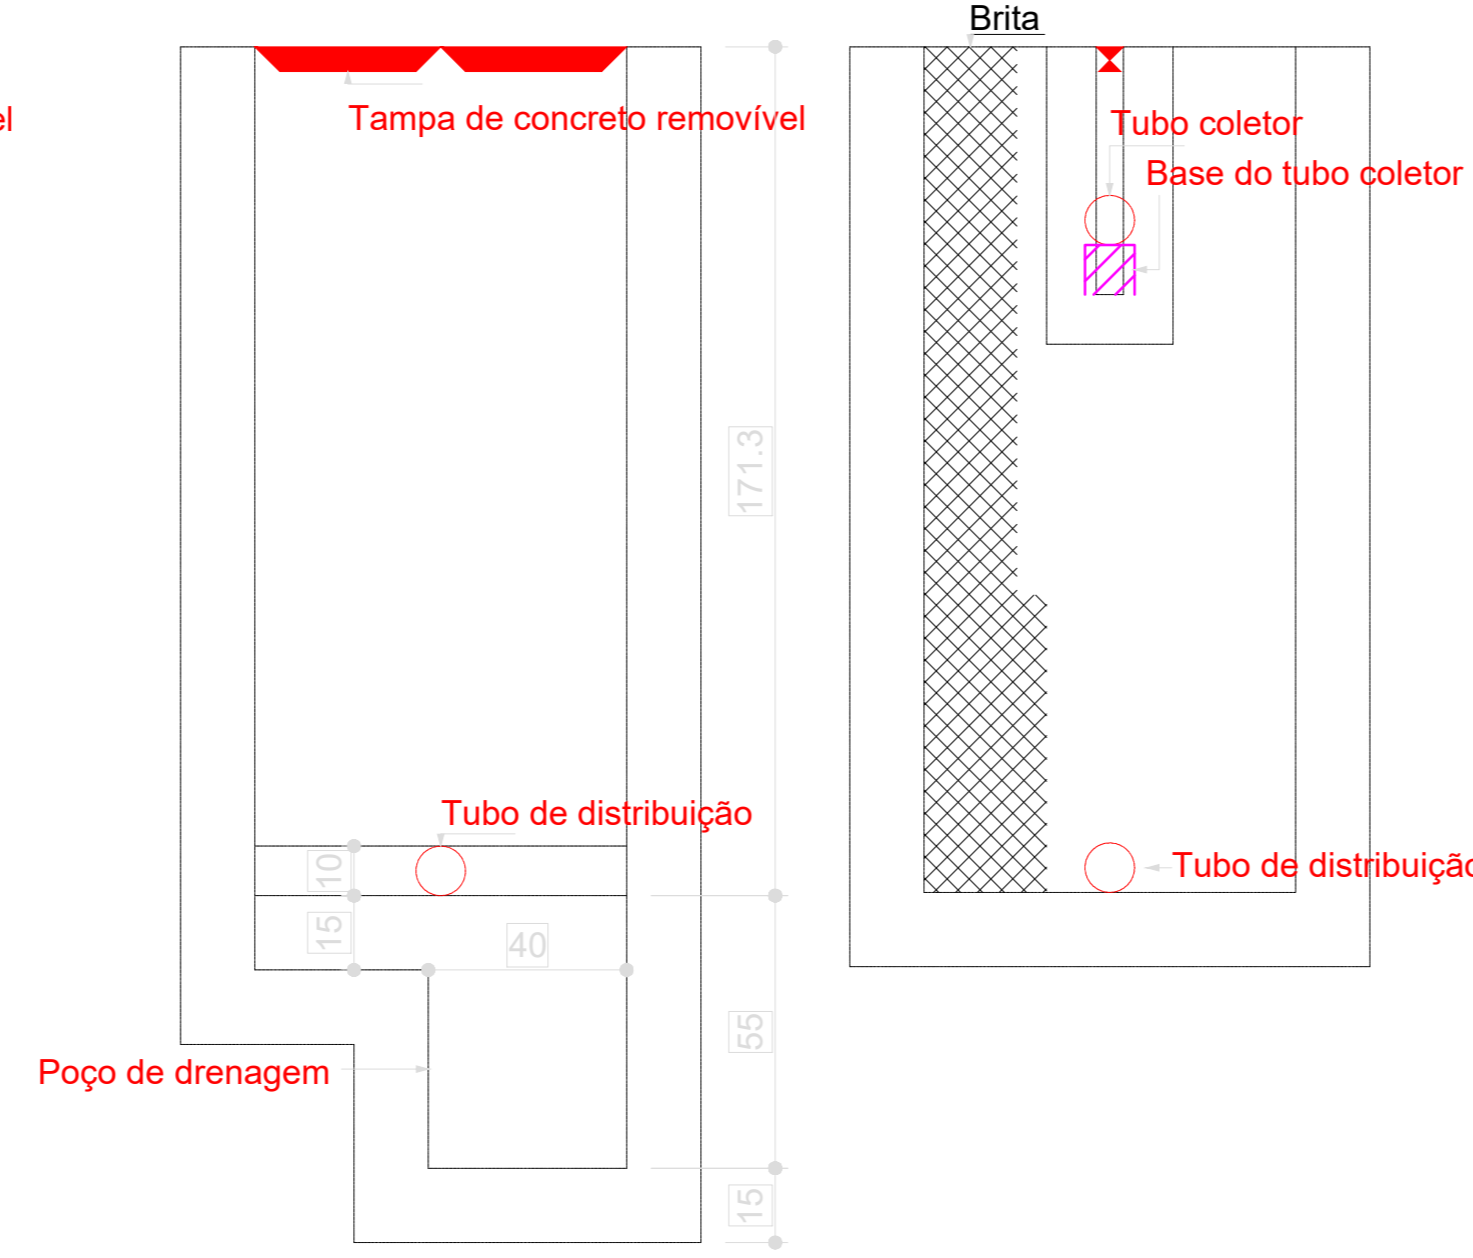 Brita
el
Tampa de concreto removível
Tubo coletor
Base do tubo coletor
171.3
Tubo de distribuição
10
Tubo de distribuição
15
40
55
Poço de drenagem
15